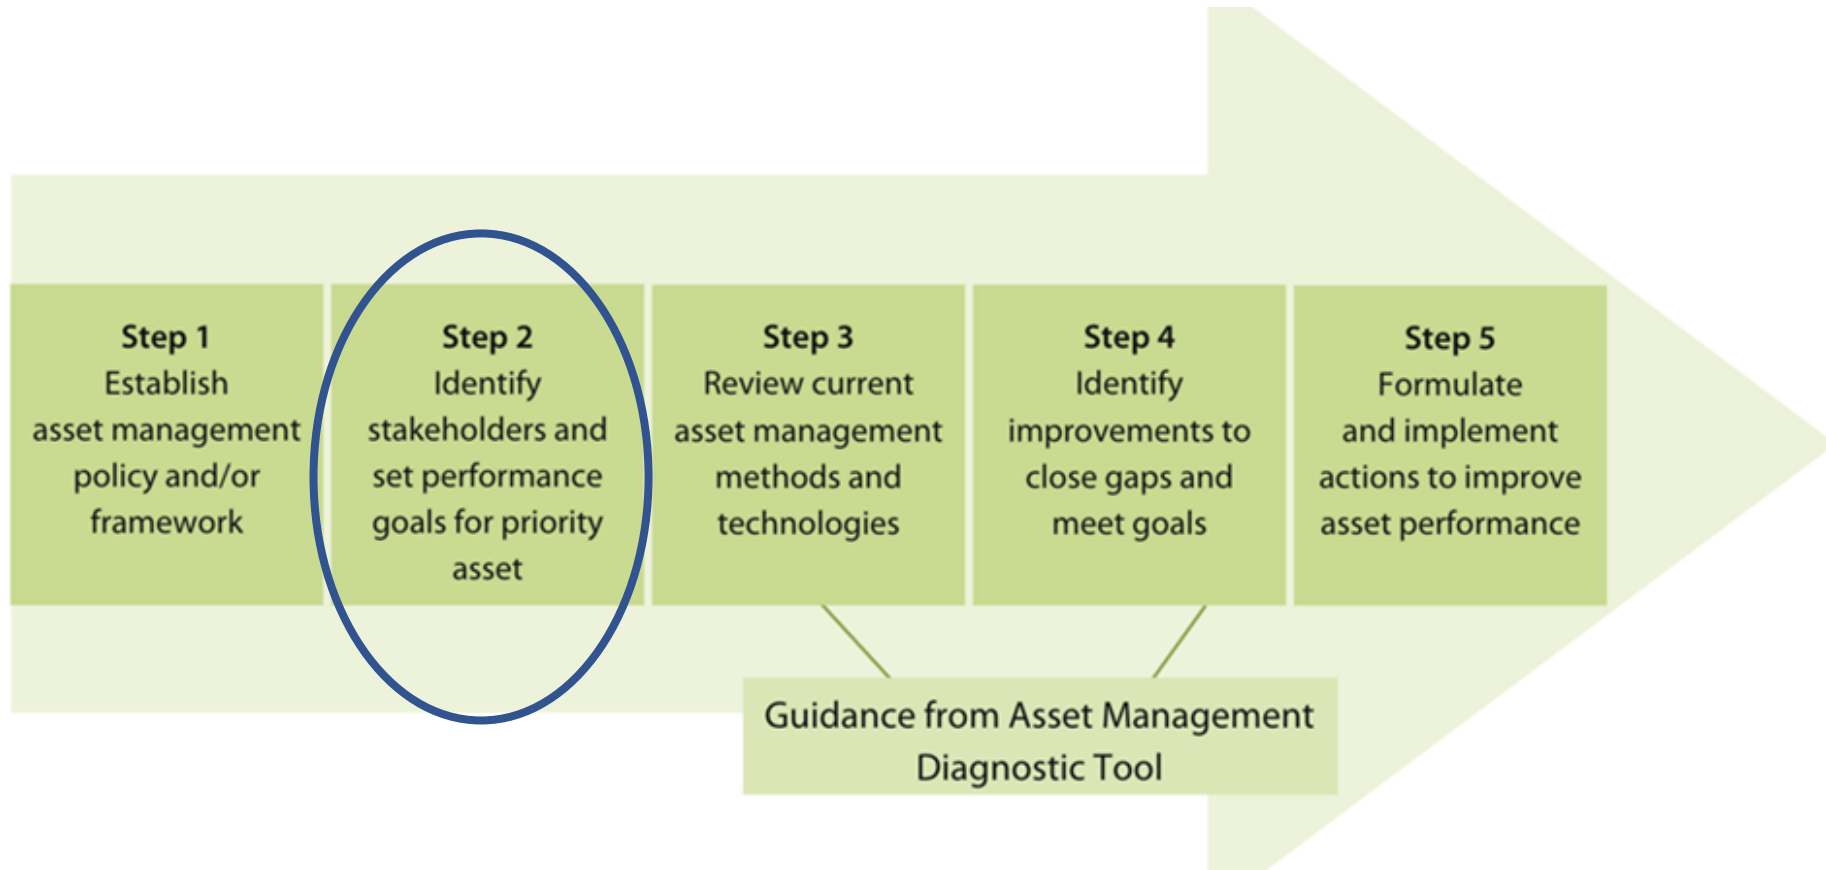 Step 1
Establish
asset management
policy and/or
framework
Step 2
Identify
stakeholders and
set performance
goals for priority
asset
Step 3
Review current
asset management
methods and
technologies
Step 4
Identify
improvements to
close gaps and
meet goals
Step 5
Formulate
and implement
actions to improve
asset performance
Guidance from Asset Management
Diagnostic Tool